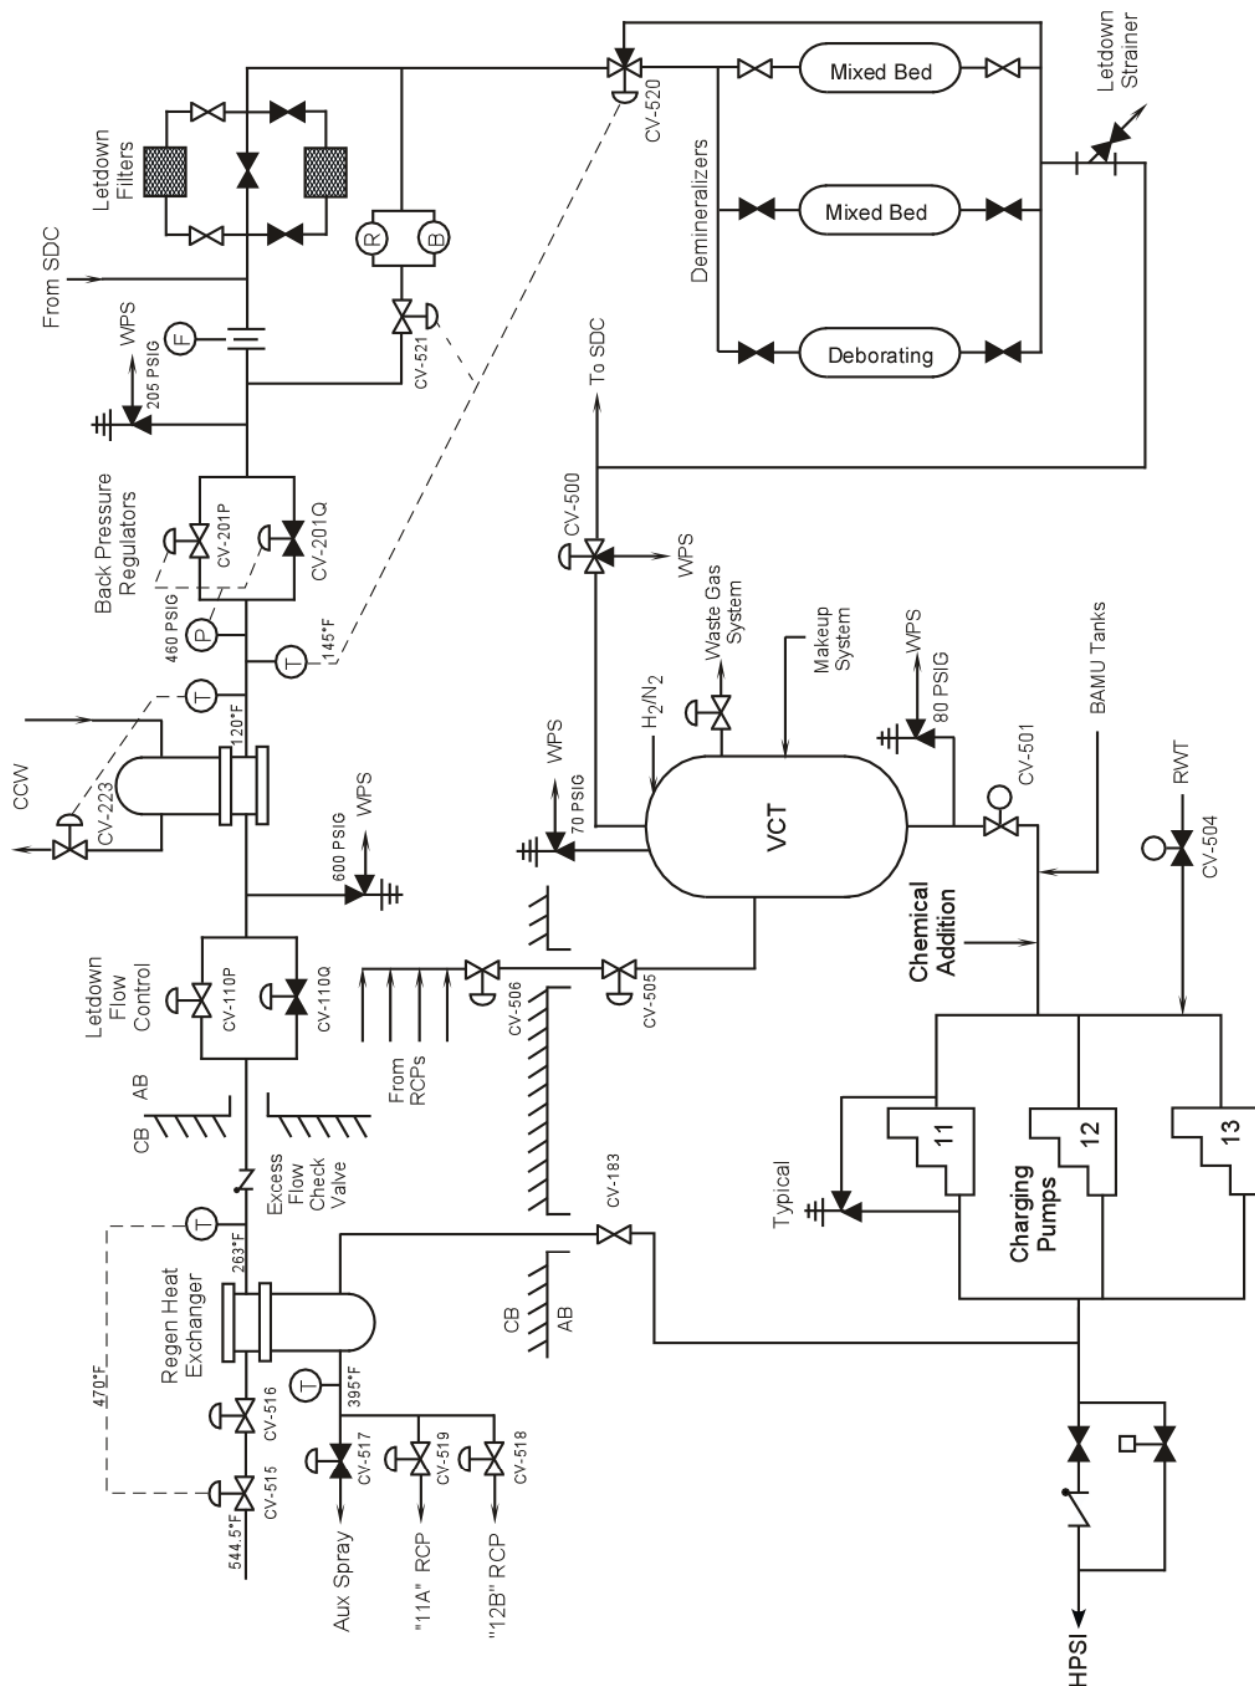 544.5°F
CV-515
470°F
CV-516
Regen Heat
Exchanger
T
263°F
T
395°F
CV-517
CV-519
CV-518
Aux Spray
"11A" RCP
"12B" RCP
Excess
Flow
Check
Valve
CB
AB
Letdown
Flow
Control
CV-110P
CV-110Q
600 PSIG
WPS
CCW
CV-223
T
120°F
T
145°F
P
460 PSIG
Back Pressure
Regulators
CV-201P
CV-201Q
205 PSIG
WPS
F
From SDC
Letdown
Filters
R
B
CV-521
CV-520
Demineralizers
Mixed Bed
Mixed Bed
Deborating
Letdown
Strainer
To SDC
CV-500
WPS
Waste Gas
System
H2/N2
Makeup
System
70 PSIG
WPS
VCT
80 PSIG
WPS
CV-501
BAMU Tanks
RWT
CV-504
Chemical
Addition
From
RCPs
CV-506
CV-505
CV-183
CB
AB
Typical
Charging
Pumps
11
12
13
HPSI